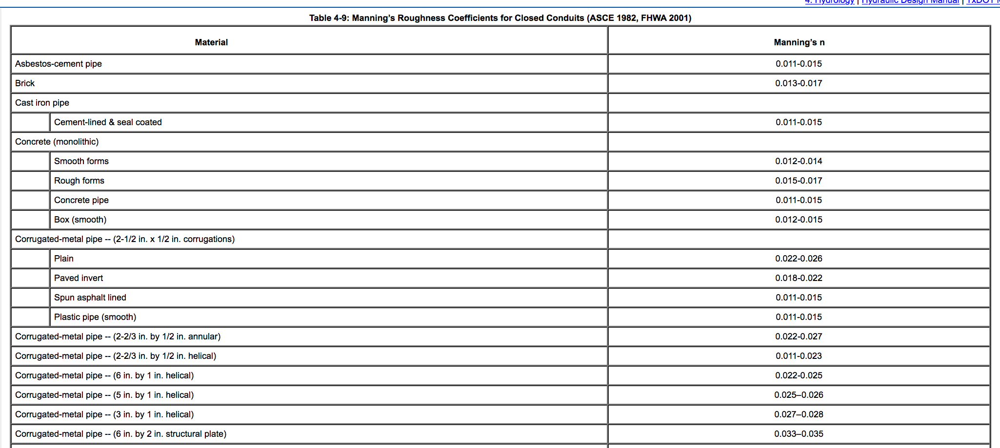 4. Hydrology | Hydraulic Design Manual | TxDOT
Table 4-9: Manning’s Roughness Coefficients for Closed Conduits (ASCE 1982, FHWA 2001)
Material Manning’s n
Asbestos-cement pipe 0.011-0.015
Brick 0.013-0.017
Cast iron pipe
Cement-lined & seal coated 0.011-0.015
Concrete (monolithic)
Smooth forms 0.012-0.014
Rough forms 0.015-0.017
Concrete pipe 0.011-0.015
Box (smooth) 0.012-0.015
Corrugated-metal pipe -- (2-1/2 in. x 1/2 in. corrugations)
Plain 0.022-0.026
Paved invert 0.018-0.022
Spun asphalt lined 0.011-0.015
Plastic pipe (smooth) 0.011-0.015
Corrugated-metal pipe -- (2-2/3 in. by 1/2 in. annular) 0.022-0.027
Corrugated-metal pipe -- (2-2/3 in. by 1/2 in. helical) 0.011-0.023
Corrugated-metal pipe -- (6 in. by 1 in. helical) 0.022-0.025
Corrugated-metal pipe -- (5 in. by 1 in. helical) 0.025–0.026
Corrugated-metal pipe -- (3 in. by 1 in. helical) 0.027–0.028
Corrugated-metal pipe -- (6 in. by 2 in. structural plate) 0.033–0.035